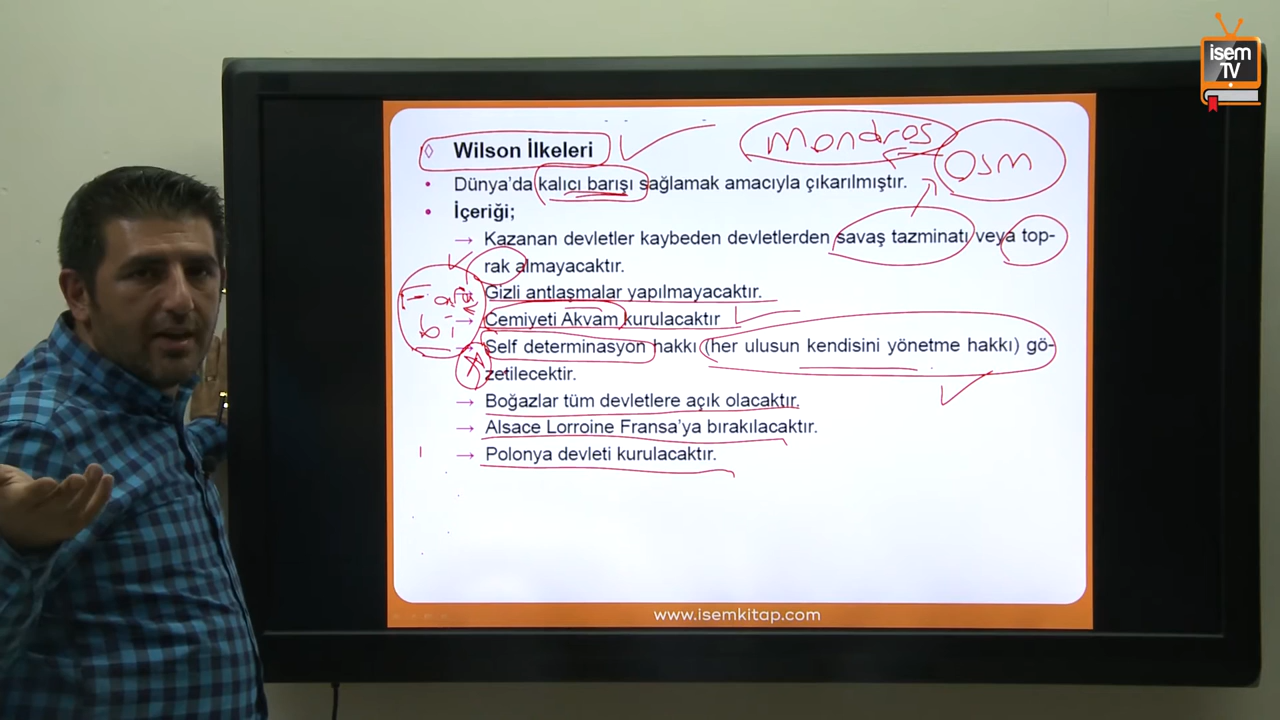 isem
TV
Mondros
OSM
Wilson İlkeleri
• Dünya'da kalıcı barışı sağlamak amacıyla çıkarılmıştır.
• İçeriği;
→ Kazanan devletler kaybeden devletlerden savaş tazminatı veya top-
rak almayacaktır.
Gizli antlaşmalar yapılmayacaktır.
→ Cemiyeti Akvam kurulacaktır
→ Self determinasyon hakkı (her ulusun kendisini yönetme hakkı) gö-
zetilecektir.
→ Boğazlar tüm devletlere açık olacaktır.
→ Alsace Lorroine Fransa'ya bırakılacaktır.
→ Polonya devleti kurulacaktır.
www.isemkitap.com